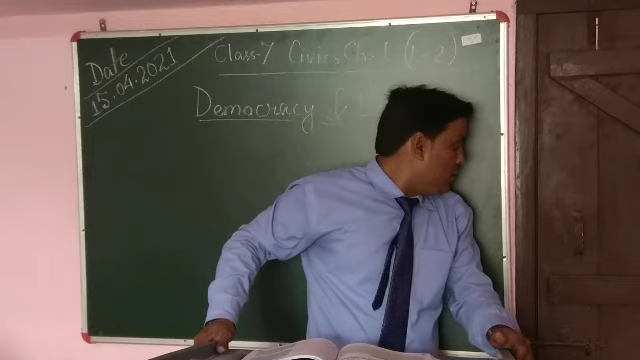 Date
15.04.2021
Class-7 Civics Ch-1 (1-2)
Democracy &